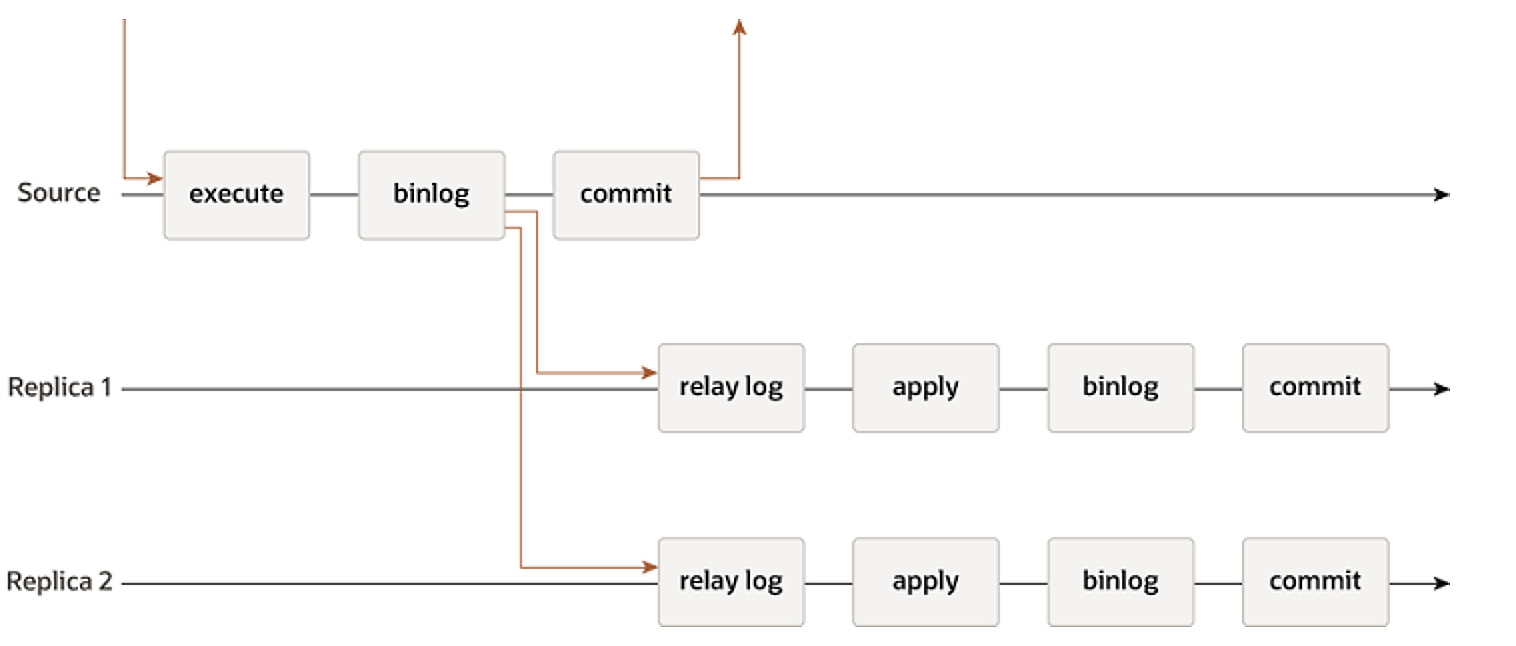 Source execute binlog commit
Replica 1 relay log apply binlog commit
Replica 2 relay log apply binlog commit